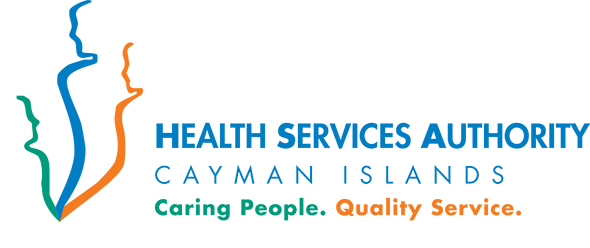 HEALTH SERVICES AUTHORITY
CAYMAN ISLANDS
Caring People. Quality Service.